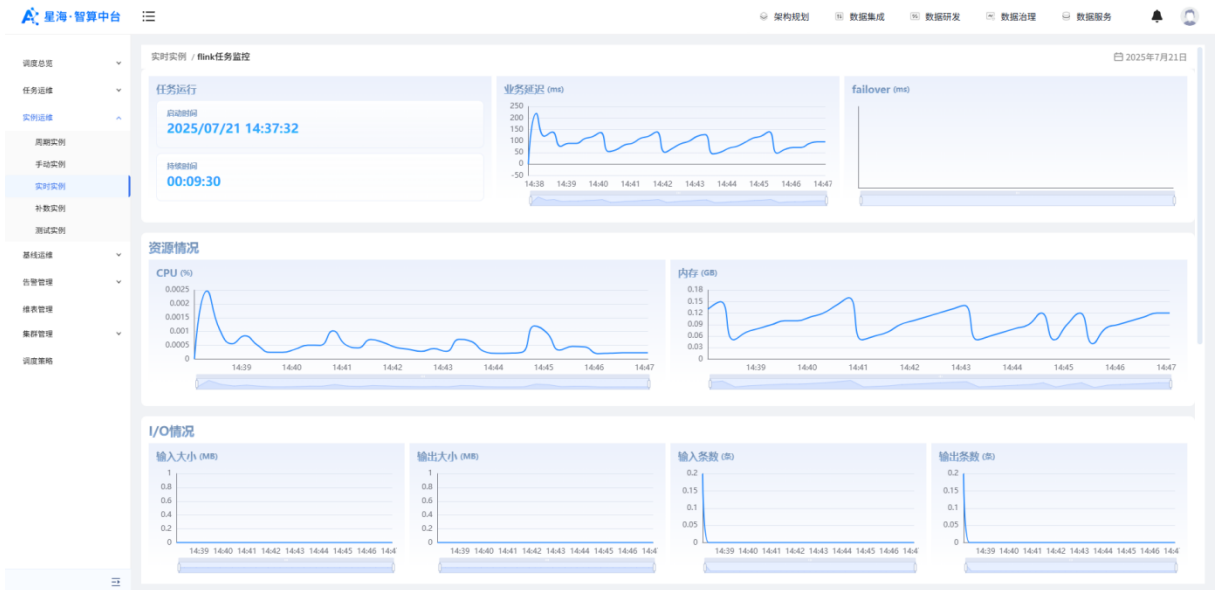 星海·智算中台
架构规划 数据集成 数据研发 数据治理 数据服务
调度总览
任务运维
实例运维
周期实例
手动实例
实时实例
补数实例
测试实例
基线运维
告警管理
维表管理
集群管理
调度策略
实时实例 / flink任务监控
2025年7月21日
任务运行
启动时间
2025/07/21 14:37:32
持续时间
00:09:30
业务延迟 (ms)
250
200
150
100
50
0
-50
14:38 14:39 14:40 14:41 14:42 14:43 14:44 14:45 14:46 14:47
failover (ms)
资源情况
CPU (%)
0.0025
0.002
0.0015
0.001
0.0005
0
14:39 14:40 14:41 14:42 14:43 14:44 14:45 14:46 14:47
内存 (GB)
0.18
0.15
0.12
0.09
0.06
0.03
0
14:39 14:40 14:41 14:42 14:43 14:44 14:45 14:46 14:47
I/O情况
输入大小 (MB)
1
0.8
0.6
0.4
0.2
0
14:39 14:40 14:41 14:42 14:43 14:44 14:45 14:46 14:4
输出大小 (MB)
1
0.8
0.6
0.4
0.2
0
14:39 14:40 14:41 14:42 14:43 14:44 14:45 14:46 14:4
输入条数 (条)
0.2
0.15
0.1
0.05
0
14:39 14:40 14:41 14:42 14:43 14:44 14:45 14:46 14:4
输出条数 (条)
0.2
0.15
0.1
0.05
0
14:39 14:40 14:41 14:42 14:43 14:44 14:45 14:46 14:4